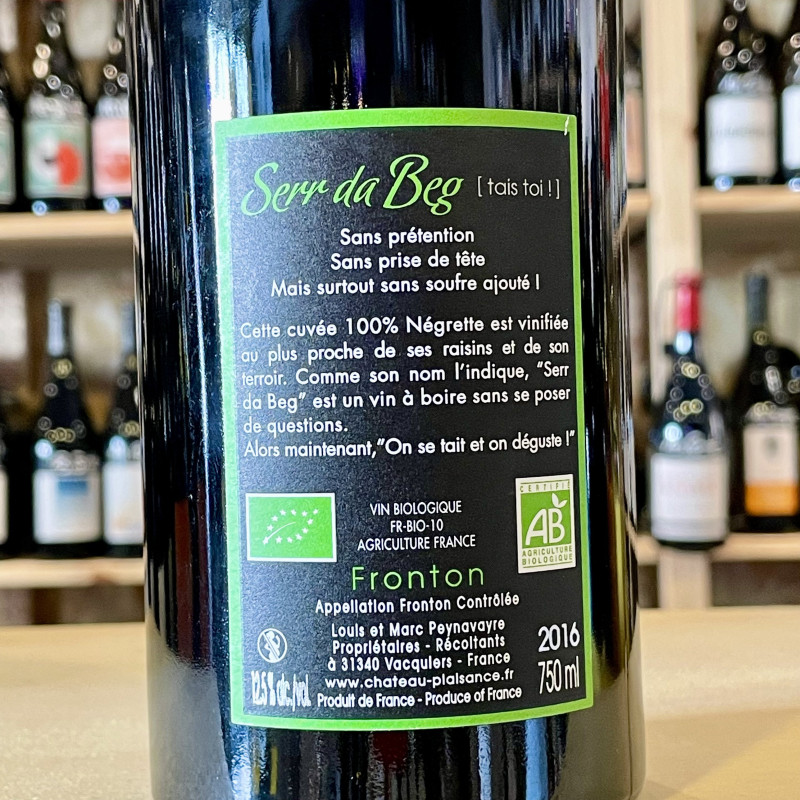 Serr da Beg [ tais toi ! ]
Sans prétention
Sans prise de tête
Mais surtout sans soufre ajouté !
Cette cuvée 100% Négrette est vinifiée
au plus proche de ses raisins et de son
terroir. Comme son nom l’indique, “Serr
da Beg” est un vin à boire sans se poser
de questions.
Alors maintenant,”On se tait et on déguste !”
VIN BIOLOGIQUE
FR-BIO-10
AGRICULTURE FRANCE
CERTIFIÉ
AB
AGRICULTURE
BIOLOGIQUE
Fronton
Appellation Fronton Contrôlée
Louis et Marc Peynavayre
Propriétaires - Récoltants
à 31340 Vacquiers - France
www.chateau-plaisance.fr
Produit de France - Produce of France
12.5 % alc./vol.
2016
750 ml